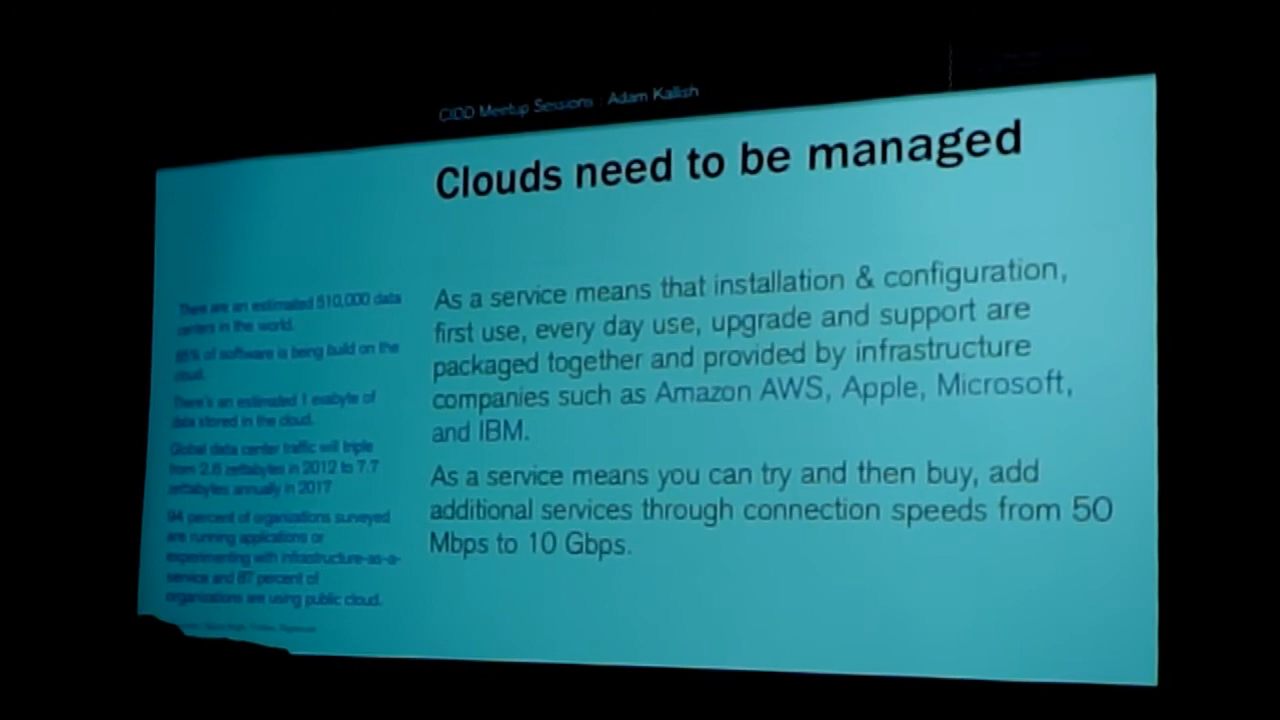 CIDD Meetup Sessions : Adam Kallish
Clouds need to be managed
There are an estimated 510,000 data
centers in the world.
85% of software is being build on the
cloud.
There's an estimated 1 exabyte of
data stored in the cloud.
Global data center traffic will triple
from 2.6 zettabytes in 2012 to 7.7
zettabytes annually in 2017
94 percent of organizations surveyed
are running applications or
experimenting with infrastructure-as-a-
service and 87 percent of
organizations are using public cloud.
As a service means that installation & configuration,
first use, every day use, upgrade and support are
packaged together and provided by infrastructure
companies such as Amazon AWS, Apple, Microsoft,
and IBM.
As a service means you can try and then buy, add
additional services through connection speeds from 50
Mbps to 10 Gbps.